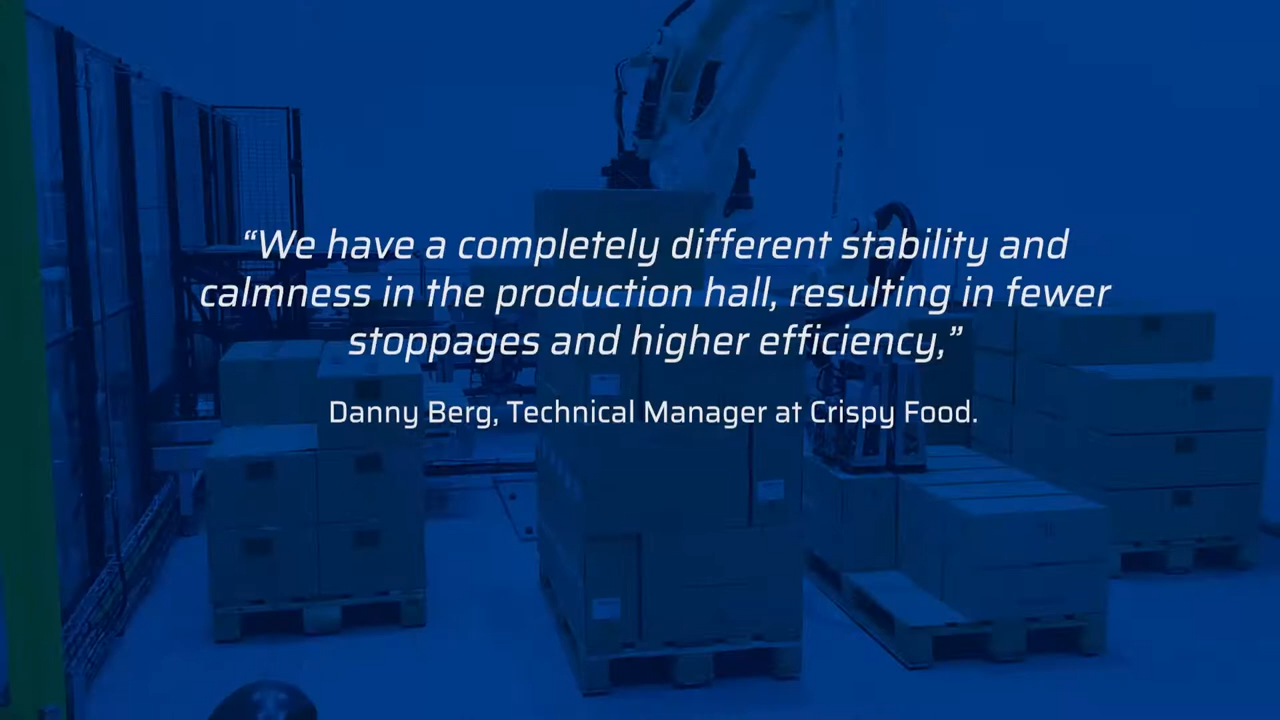 “We have a completely different stability and
calmness in the production hall, resulting in fewer
stoppages and higher efficiency,”
Danny Berg, Technical Manager at Crispy Food.